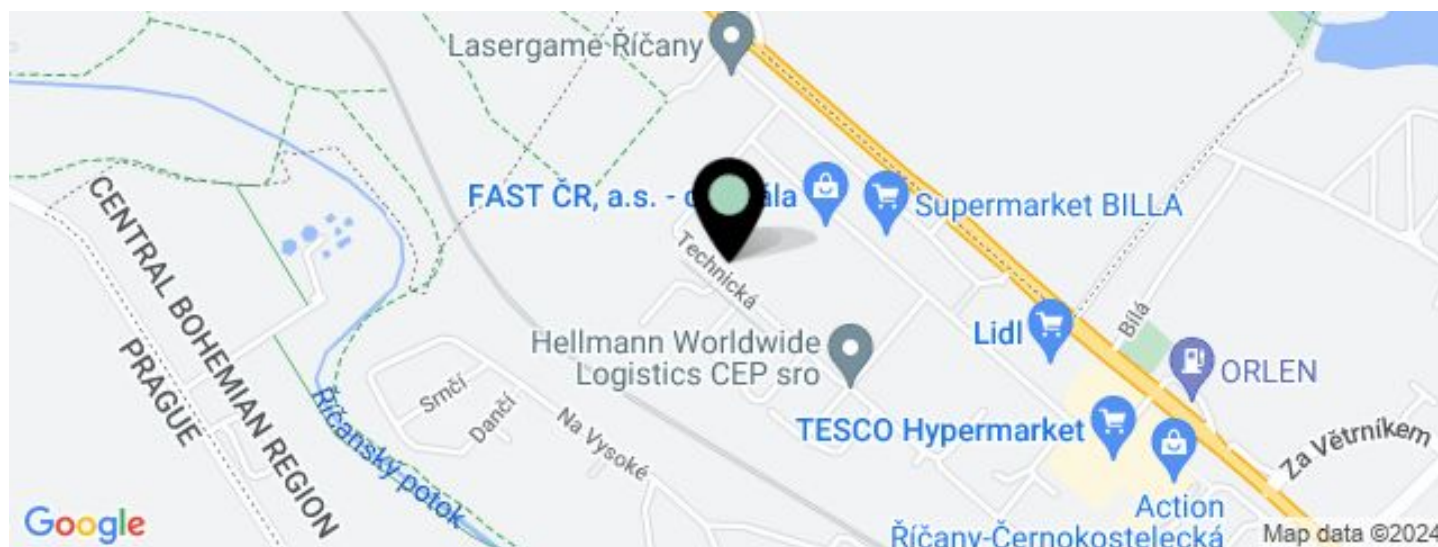 Lasergame Říčany
FAST ČR, a.s. - c
ála
Supermarket BILLA
Technická
Hellmann Worldwide
Logistics CEP sro
Lidl
Bílá
ORLEN
TESCO Hypermarket
Za Větrníkem
Action
Říčany-Černokostelecká
CENTRAL BOHEMIAN REGION
PRAGUE
Říčanský potok
Srnčí
Dančí
Na Vysoké
Google
Map data ©2024